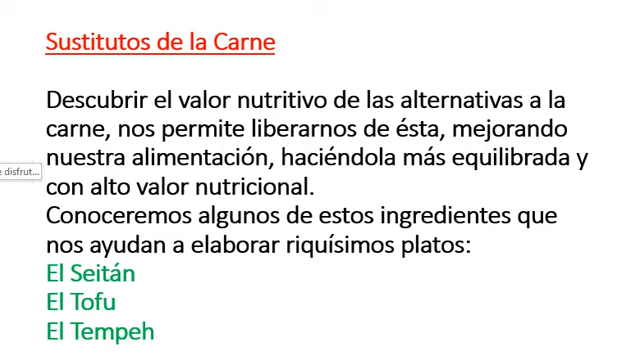 Sustitutos de la Carne
Descubrir el valor nutritivo de las alternativas a la
carne, nos permite liberarnos de ésta, mejorando
nuestra alimentación, haciéndola más equilibrada y
e disfrut...
con alto valor nutricional.
Conoceremos algunos de estos ingredientes que
nos ayudan a elaborar riquísimos platos:
El Seitán
El Tofu
El Tempeh